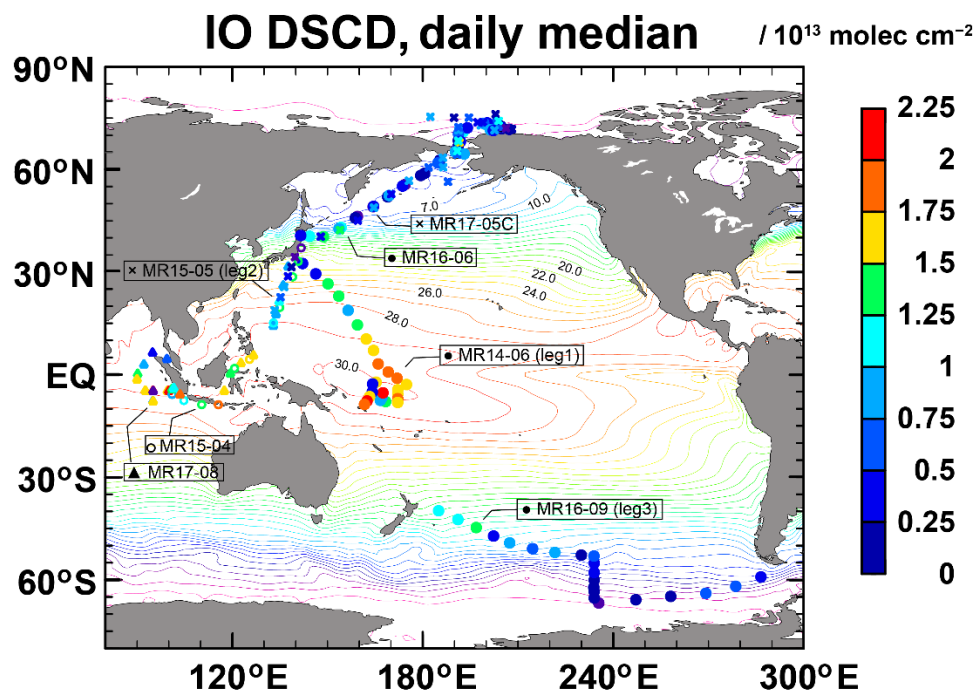 IO DSCD, daily median / 10¹³ molec cm⁻²
90°N
60°N
30°N
EQ
30°S
60°S
120°E
180°E
240°E
300°E
7.0
10.0
× MR17-05C
● MR16-06
× MR15-05 (leg2)
20.0
22.0
24.0
26.0
28.0
30.0
● MR14-06 (leg1)
○ MR15-04
▲ MR17-08
● MR16-09 (leg3)
2.25
2
1.75
1.5
1.25
1
0.75
0.5
0.25
0